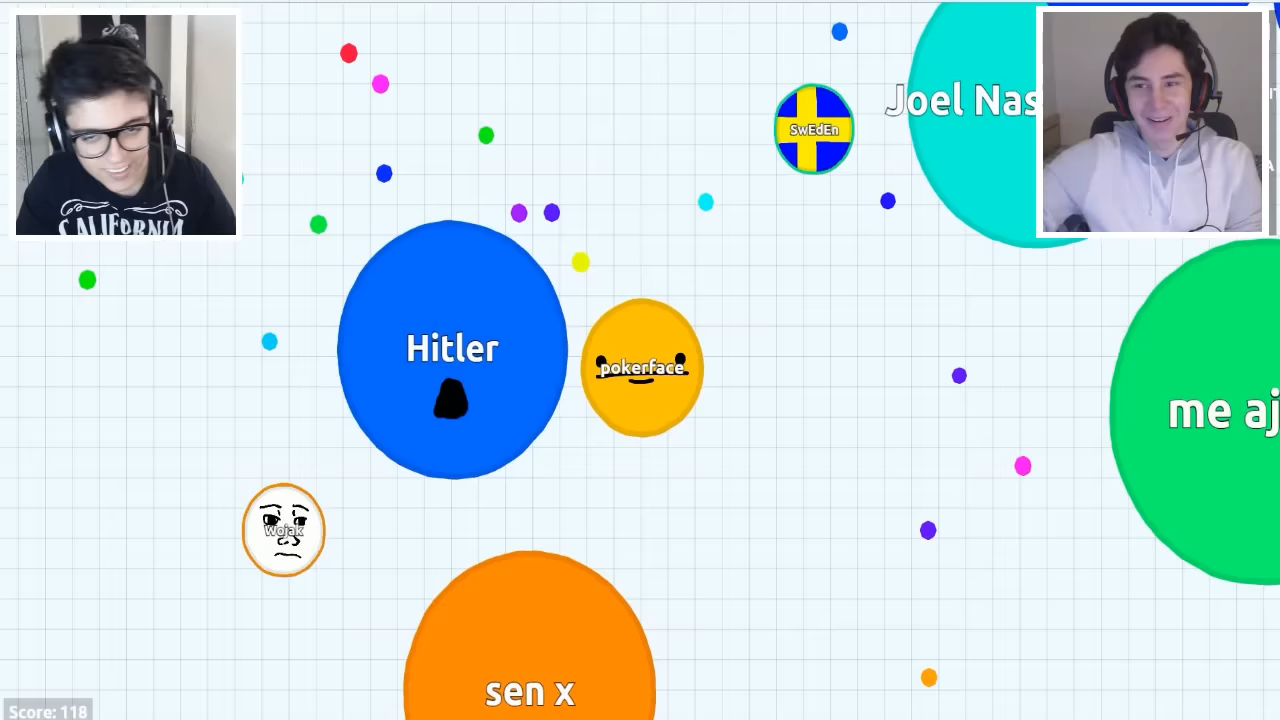 Joel Nas
SwEdEn
CALIFORNIA
Hitler
pokerface
me aj
Wojak
sen x
Score: 118